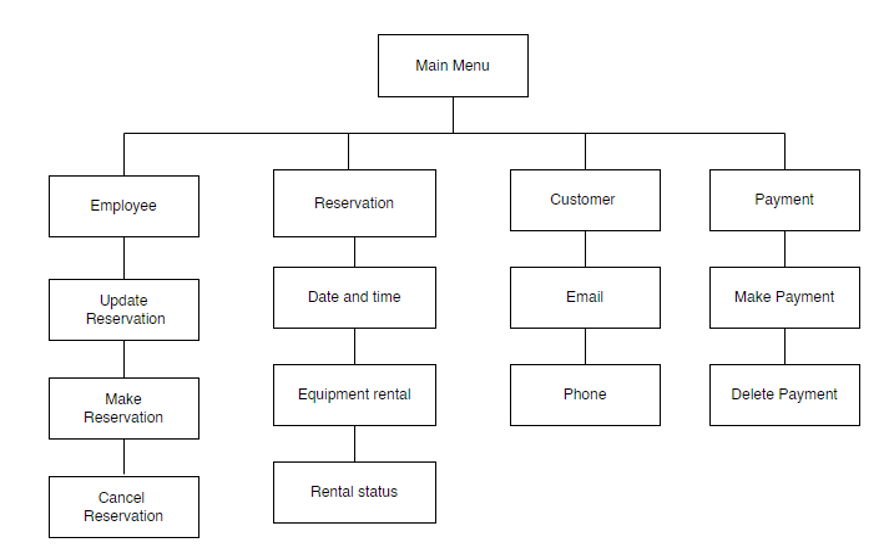 Main Menu
Employee
Reservation
Customer
Payment
Update
Reservation
Date and time
Email
Make Payment
Make
Reservation
Equipment rental
Phone
Delete Payment
Cancel
Reservation
Rental status